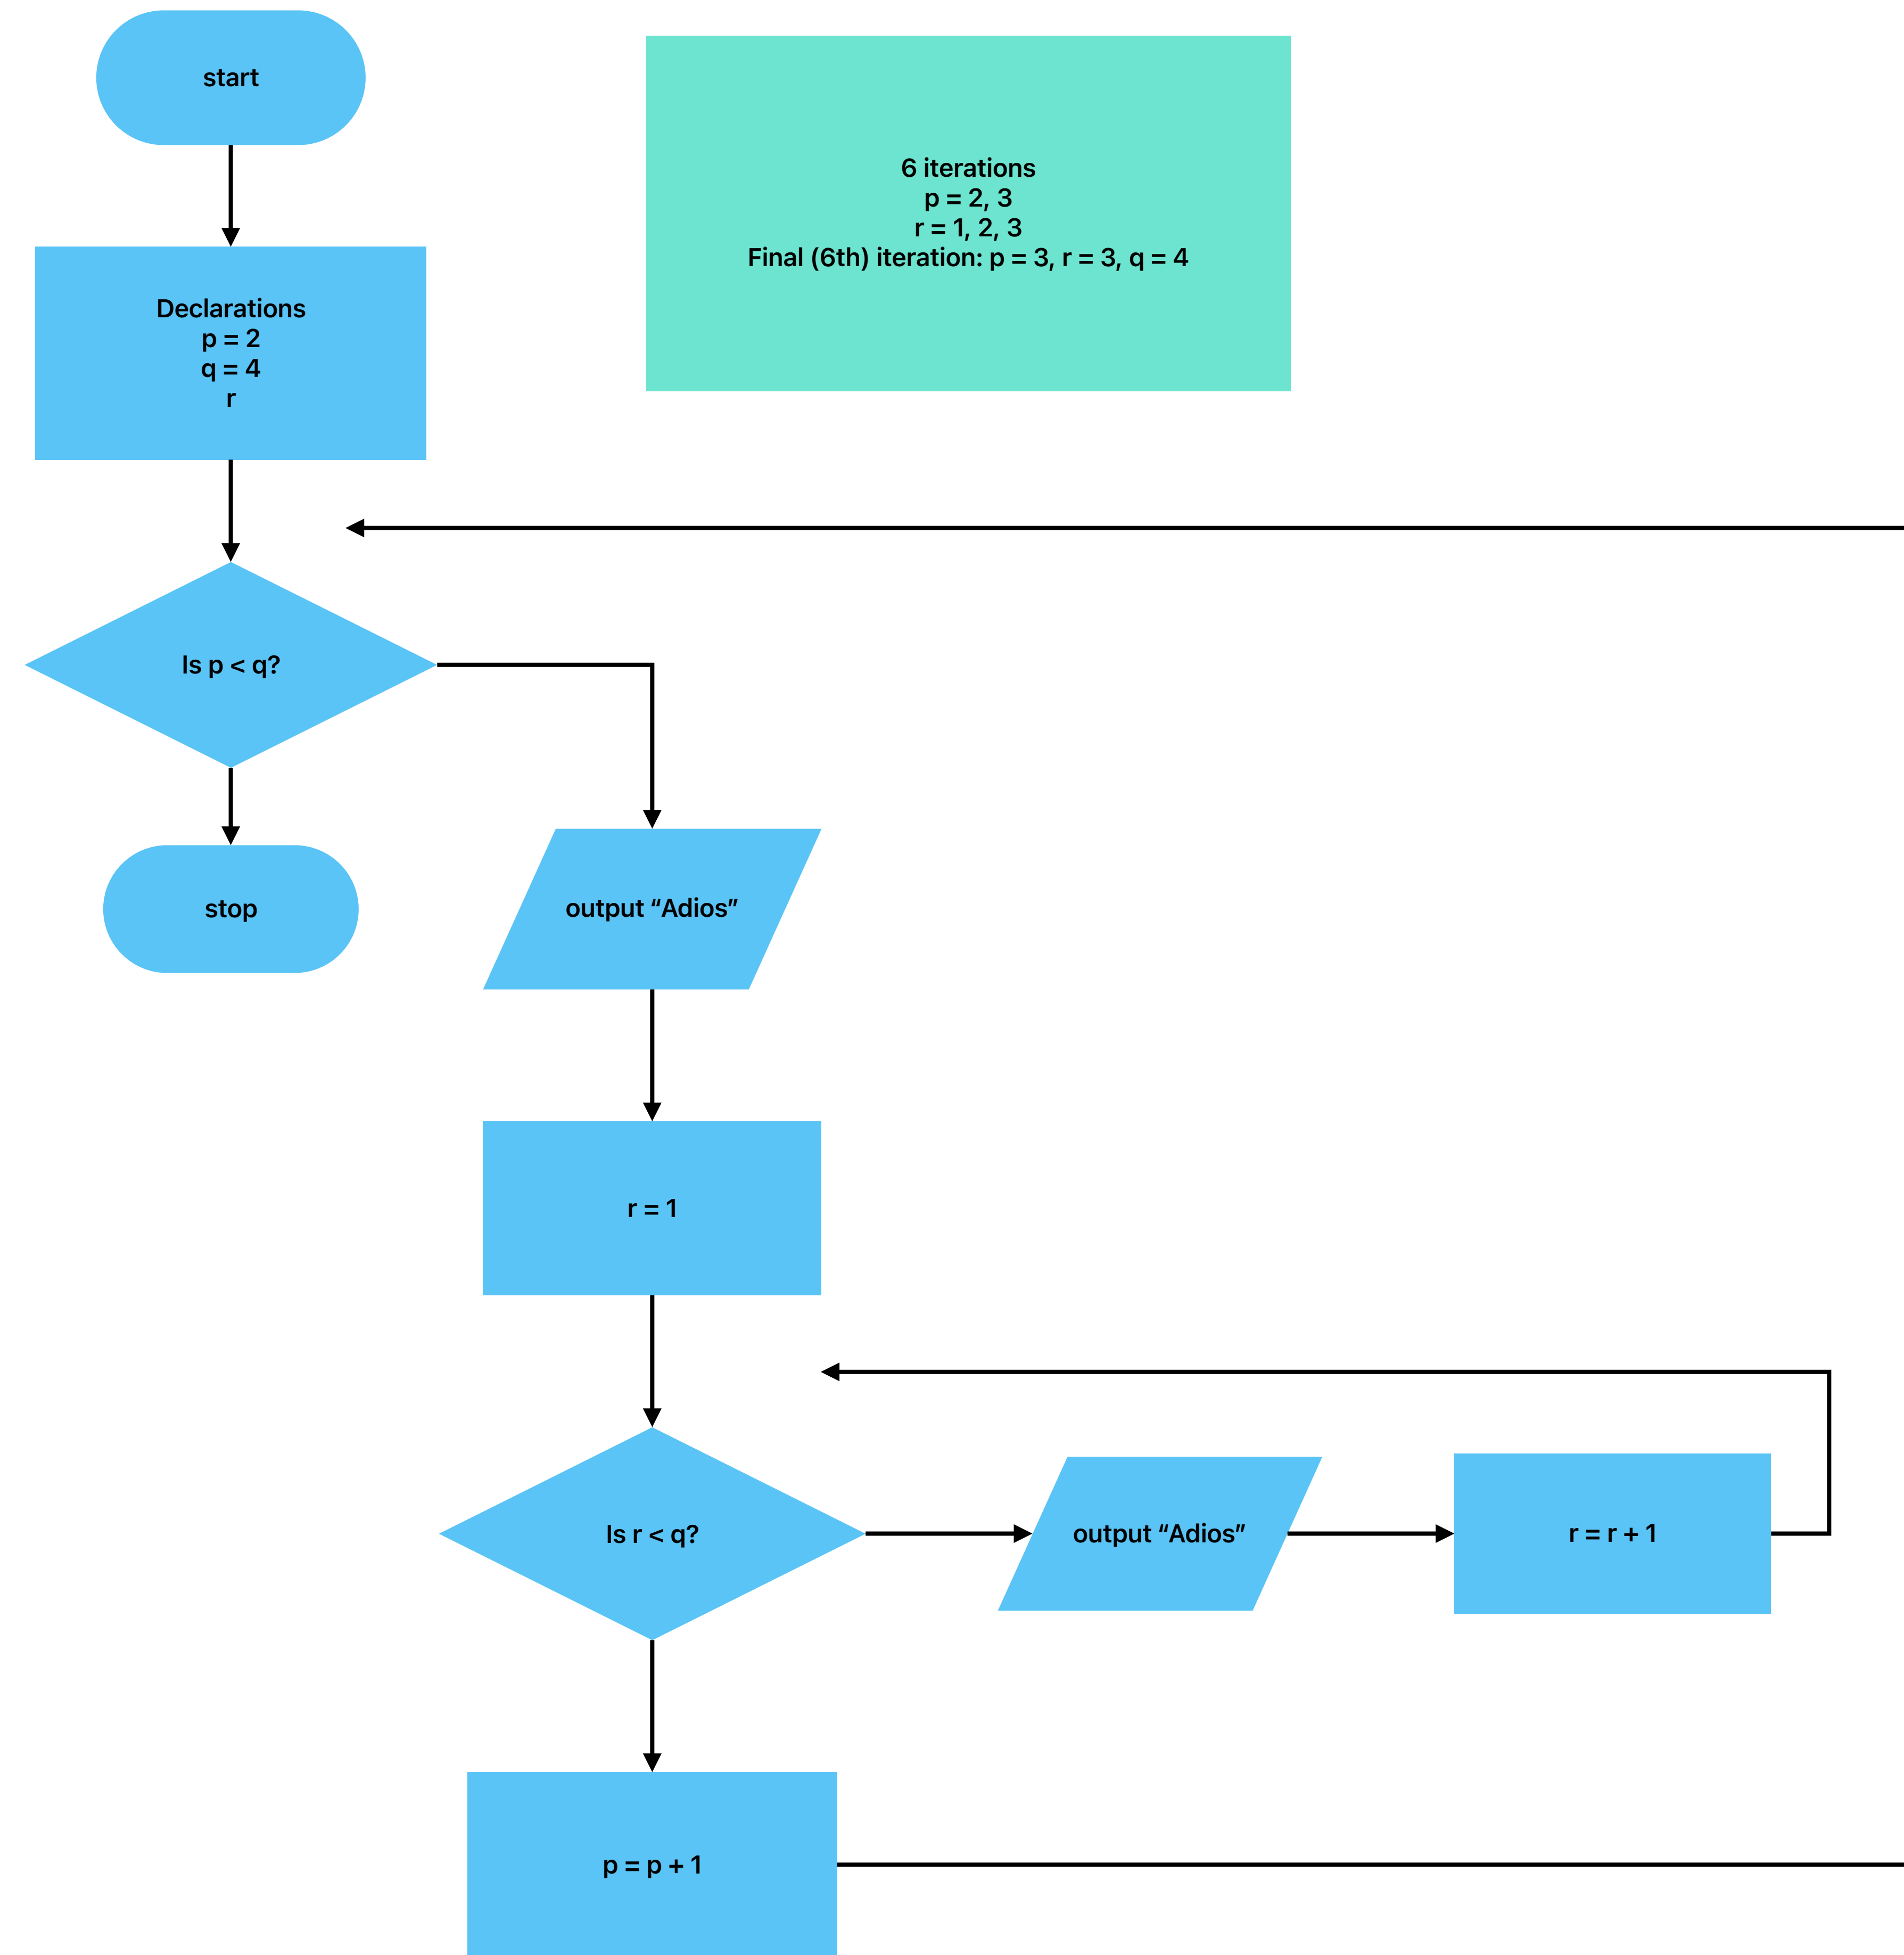 start
6 iterations
p = 2, 3
r = 1, 2, 3
Final (6th) iteration: p = 3, r = 3, q = 4
Declarations
p = 2
q = 4
r
Is p < q?
stop
output “Adios”
r = 1
Is r < q?
output “Adios”
r = r + 1
p = p + 1